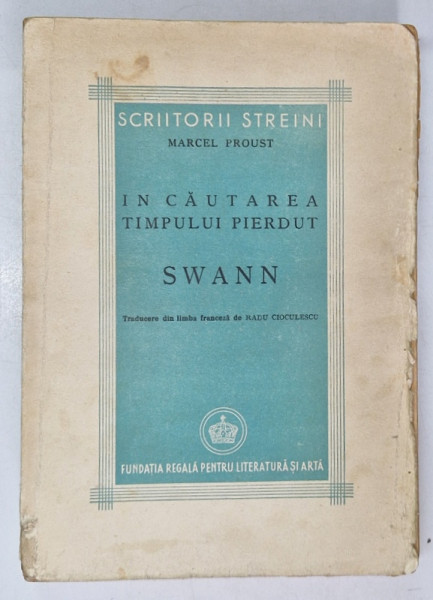 SCRIITORII STREINI
MARCEL PROUST
IN CĂUTAREA
TIMPULUI PIERDUT
SWANN
Traducere din limba franceză de RADU CIOCULESCU
FUNDAȚIA REGALĂ PENTRU LITERATURĂ ȘI ARTĂ